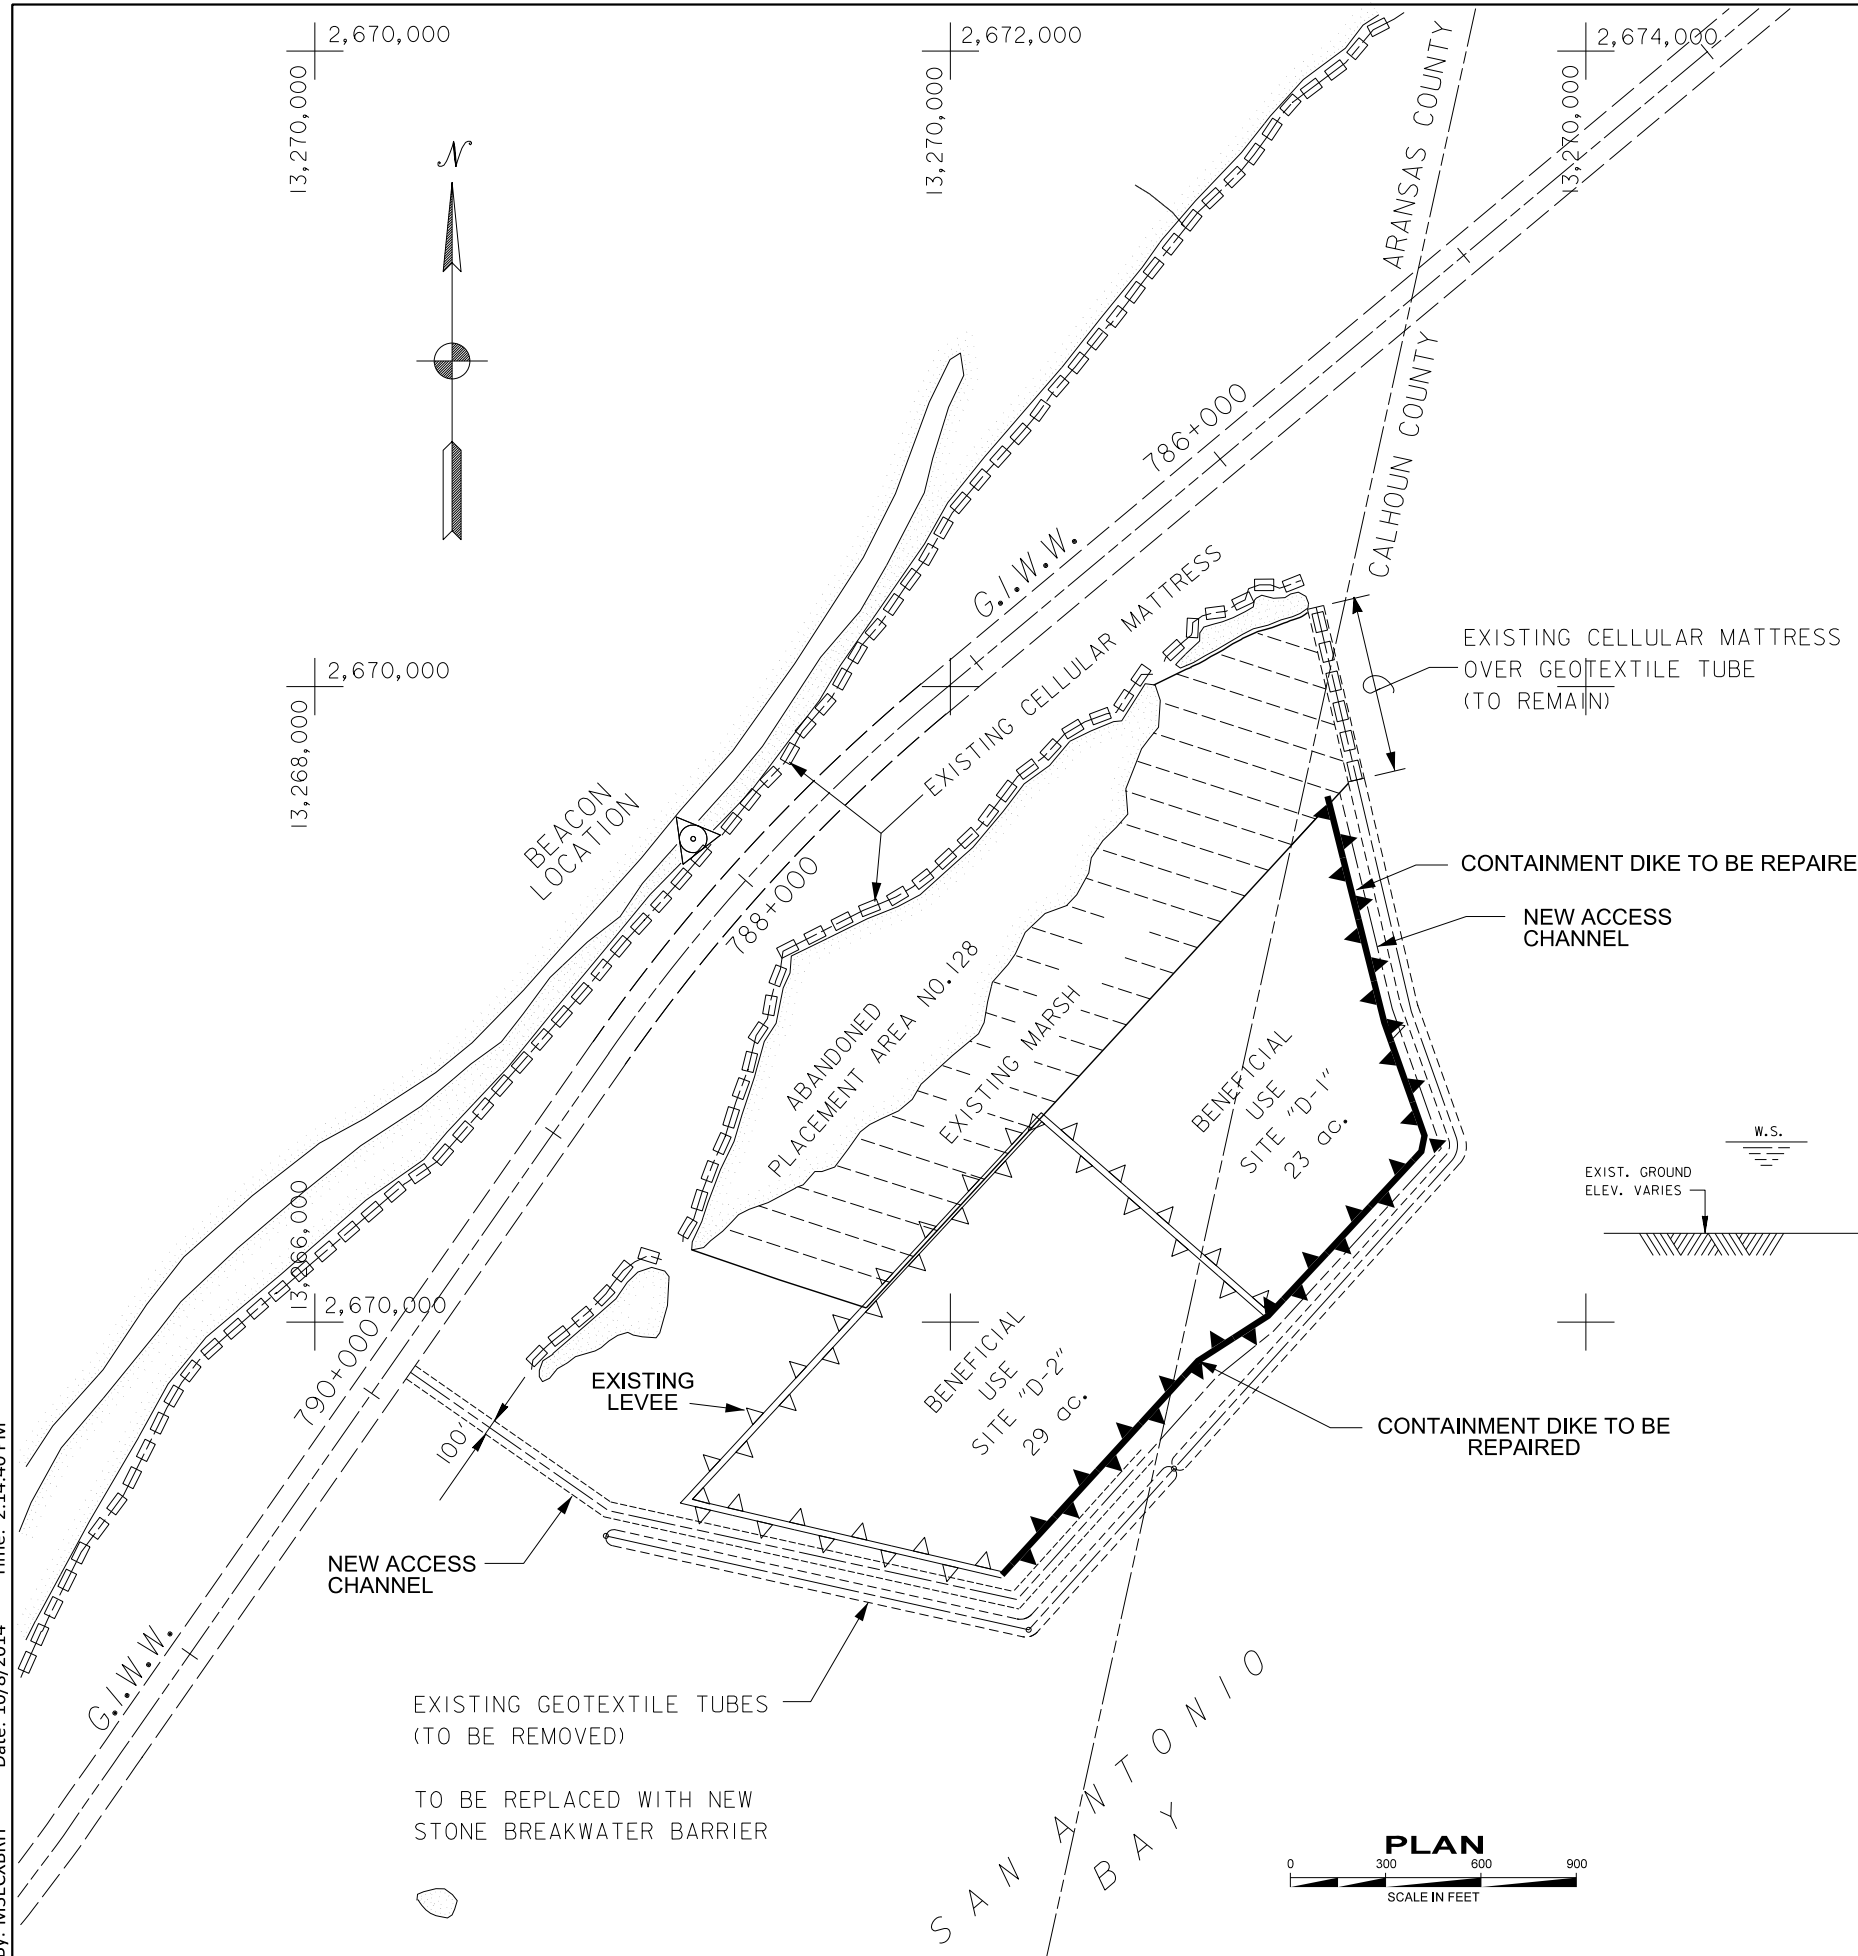 2,670,000
2,672,000
2,674,000
13,270,000
13,270,000
13,270,000
N
ARANSAS COUNTY
CALHOUN COUNTY
786+000
G.I.W.W.
EXISTING CELLULAR MATTRESS
EXISTING CELLULAR MATTRESS
OVER GEOTEXTILE TUBE
(TO REMAIN)
2,670,000
13,268,000
BEACON
LOCATION
788+000
CONTAINMENT DIKE TO BE REPAIRE
NEW ACCESS
CHANNEL
ABANDONED
PLACEMENT AREA NO.128
EXISTING MARSH
BENEFICIAL
USE
SITE "D-1"
23 ac.
W.S.
EXIST. GROUND
ELEV. VARIES
13,266,000
2,670,000
790+000
EXISTING
LEVEE
100'
BENEFICIAL
USE
SITE "D-2"
29 ac.
CONTAINMENT DIKE TO BE
REPAIRED
NEW ACCESS
CHANNEL
G.I.W.W.
EXISTING GEOTEXTILE TUBES
(TO BE REMOVED)
TO BE REPLACED WITH NEW
STONE BREAKWATER BARRIER
SAN ANTONIO
BAY
PLAN
0 300 600 900
SCALE IN FEET